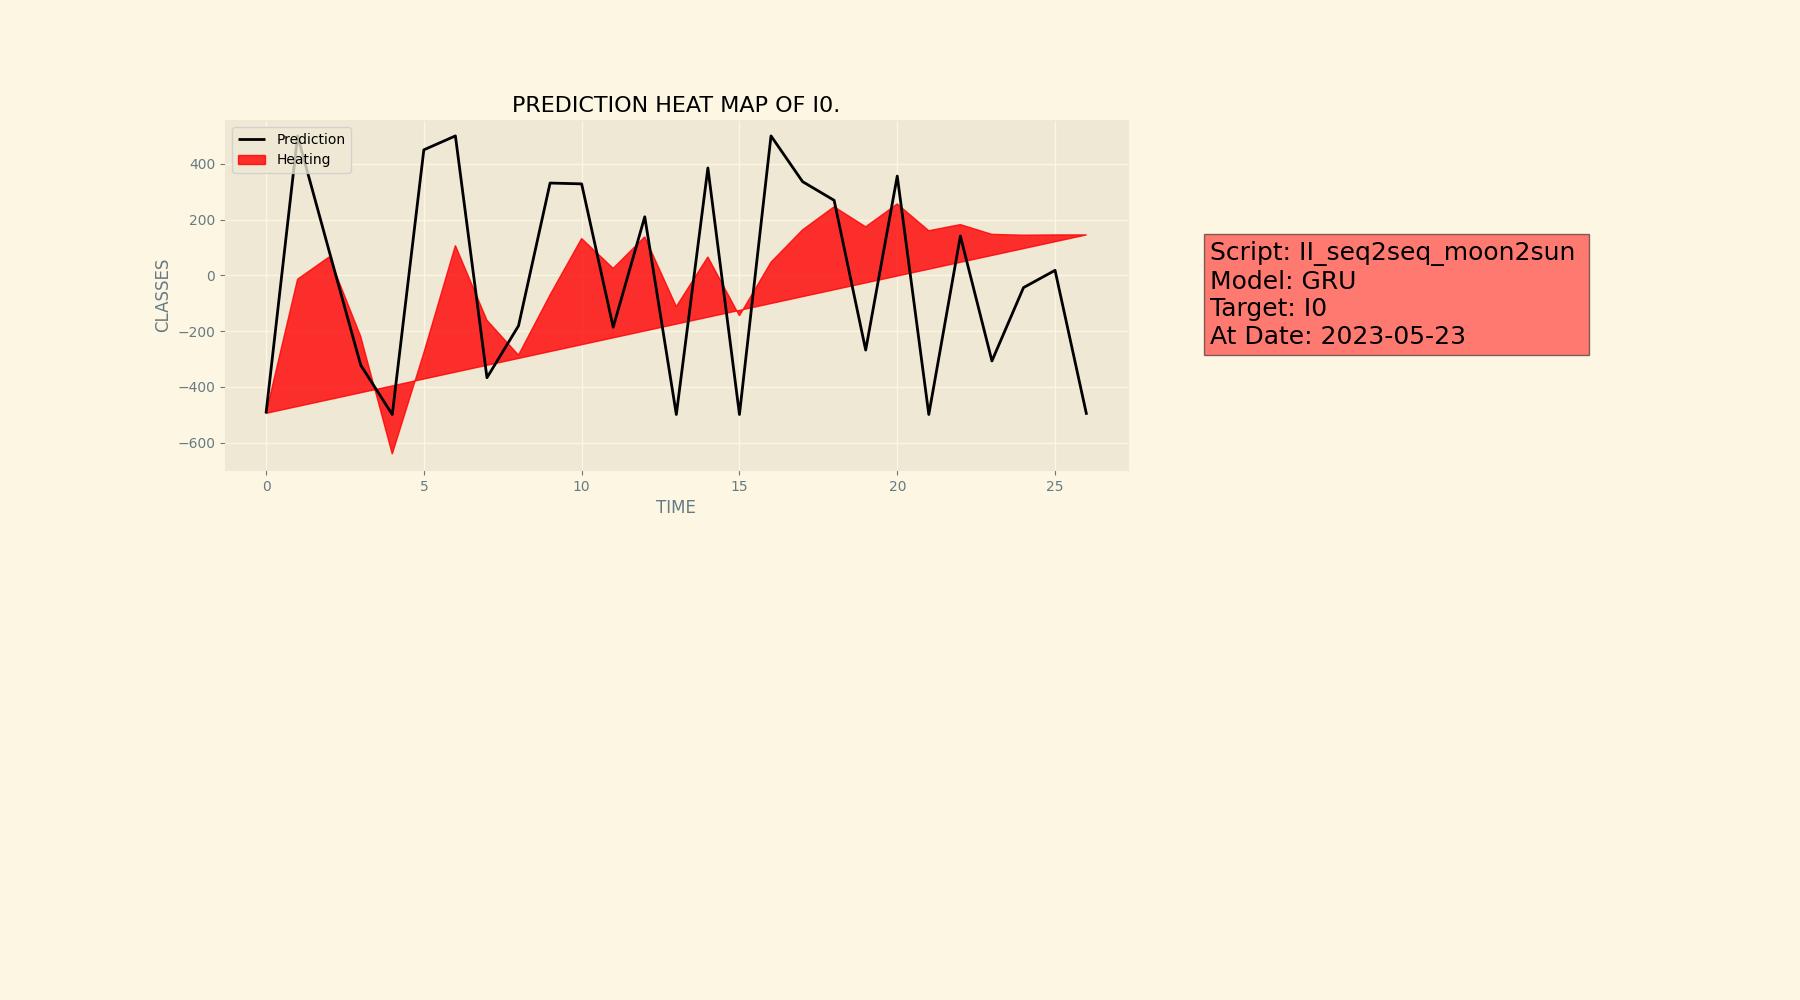 PREDICTION HEAT MAP OF I0.
Prediction
Heating
400
200
0
−200
−400
−600
CLASSES
0 5 10 15 20 25
TIME
Script: II_seq2seq_moon2sun
Model: GRU
Target: I0
At Date: 2023-05-23